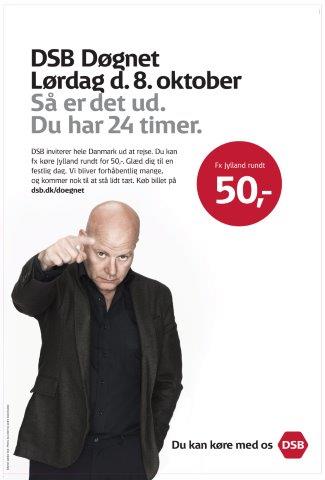 DSB Døgnet
Lørdag d. 8. oktober
Så er det ud.
Du har 24 timer.
DSB inviterer hele Danmark ud at rejse. Du kan
fx køre Jylland rundt for 50,-. Glæd dig til en
festlig dag. Vi bliver forhåbentlig mange,
og kommer nok til at stå lidt tæt. Køb billet på
dsb.dk/doegnet
Fx Jylland rundt
50,-
Du kan køre med os DSB